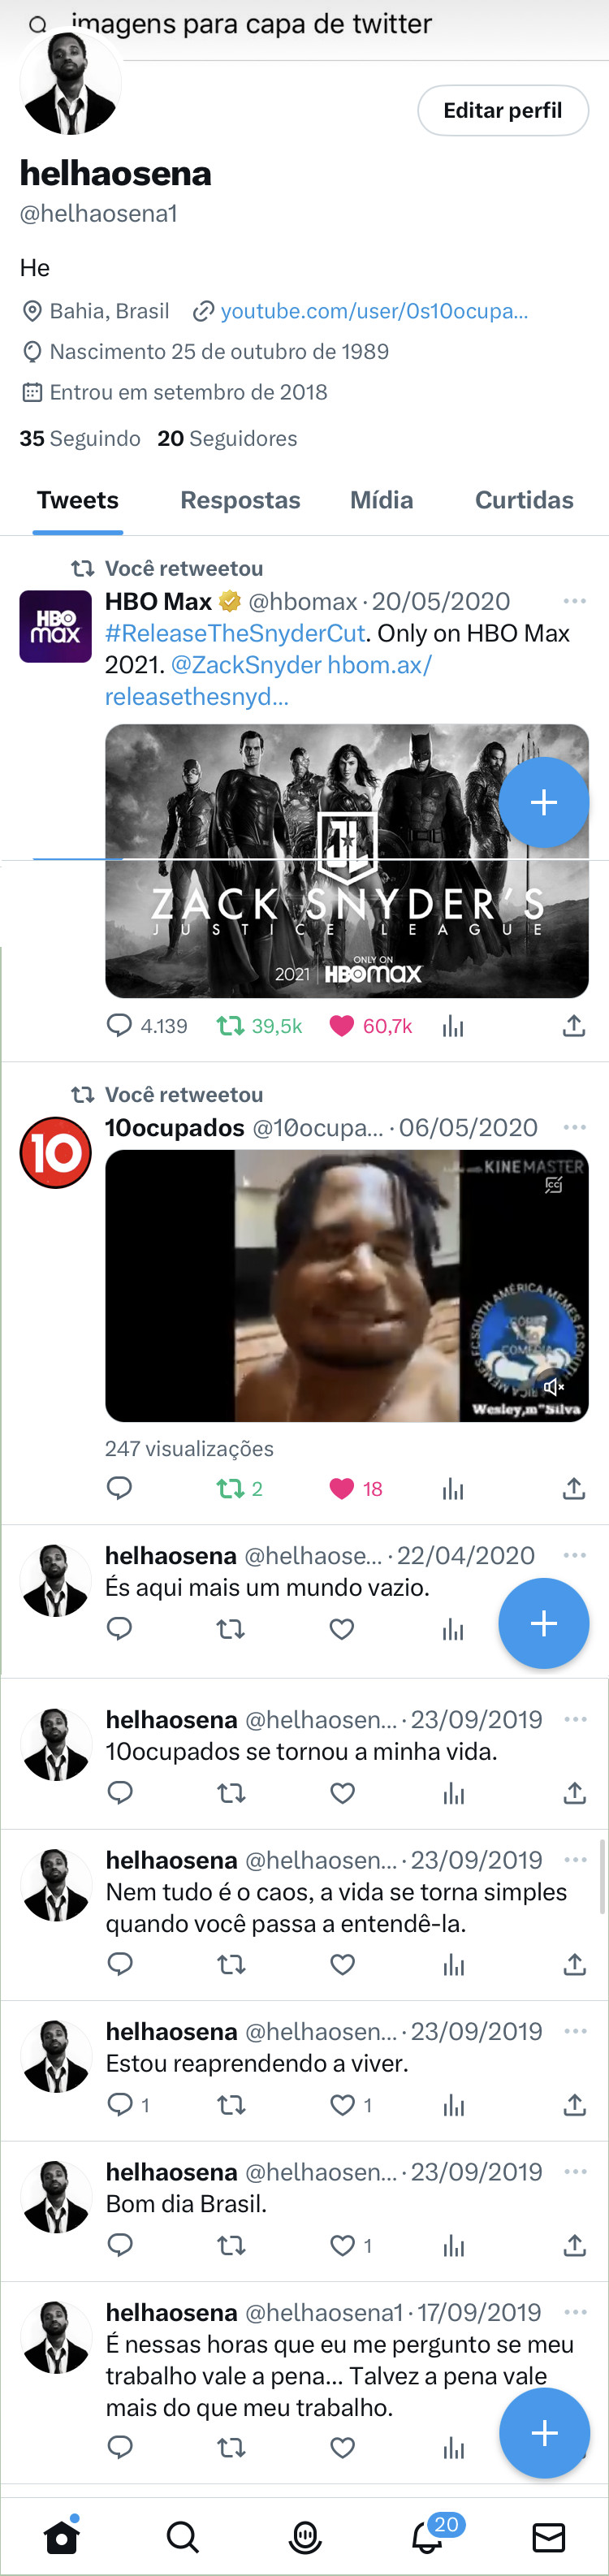 imagens para capa de twitter
Editar perfil
helhaosena
@helhaosena1
He
Bahia, Brasil youtube.com/user/0s10ocupa...
Nascimento 25 de outubro de 1989
Entrou em setembro de 2018
35 Seguindo 20 Seguidores
Tweets Respostas Mídia Curtidas
Você retweetou
HBO Max @hbomax · 20/05/2020
HBO
max
#ReleaseTheSnyderCut. Only on HBO Max
2021. @ZackSnyder hbom.ax/
releasethesnyd...
JL
ZACK SNYDER'S
JUSTICE LEAGUE
ONLY ON
2021 HBOMAX
4.139 39,5k 60,7k
Você retweetou
10ocupados @10ocupa... · 06/05/2020
10
KINEMASTER
CC
SOUTH AMÉRICA MEMES FC
Wesley,m"Silva
247 visualizações
2 18
helhaosena @helhaose... · 22/04/2020
És aqui mais um mundo vazio.
helhaosena @helhaosen... · 23/09/2019
10ocupados se tornou a minha vida.
helhaosena @helhaosen... · 23/09/2019
Nem tudo é o caos, a vida se torna simples
quando você passa a entendê-la.
helhaosena @helhaosen... · 23/09/2019
Estou reaprendendo a viver.
1 1
helhaosena @helhaosen... · 23/09/2019
Bom dia Brasil.
1
helhaosena @helhaosena1 · 17/09/2019
É nessas horas que eu me pergunto se meu
trabalho vale a pena... Talvez a pena vale
mais do que meu trabalho.
20